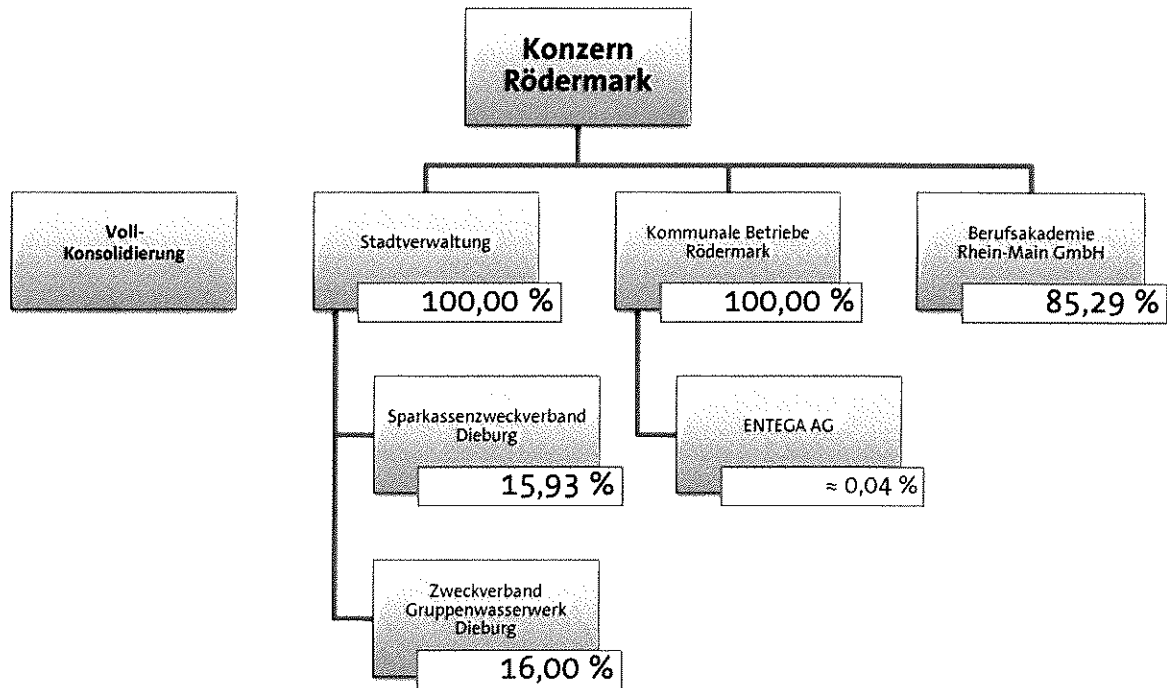 Konzern
Rödermark
Voll-
Konsolidierung
Stadtverwaltung
100,00 %
Kommunale Betriebe
Rödermark
100,00 %
Berufsakademie
Rhein-Main GmbH
85,29 %
Sparkassenzweckverband
Dieburg
15,93 %
ENTEGA AG
≈ 0,04 %
Zweckverband
Gruppenwasserwerk
Dieburg
16,00 %